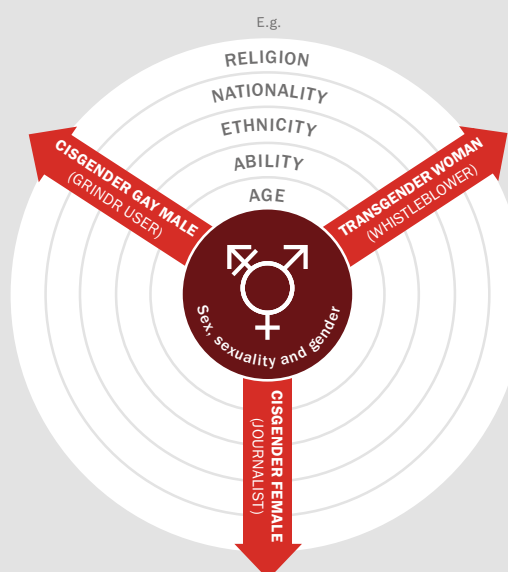 E.g.
RELIGION
NATIONALITY
ETHNICITY
ABILITY
AGE
CISGENDER GAY MALE
(GRINDR USER)
TRANSGENDER WOMAN
(WHISTLEBLOWER)
Sex, sexuality and gender
CISGENDER FEMALE
(JOURNALIST)